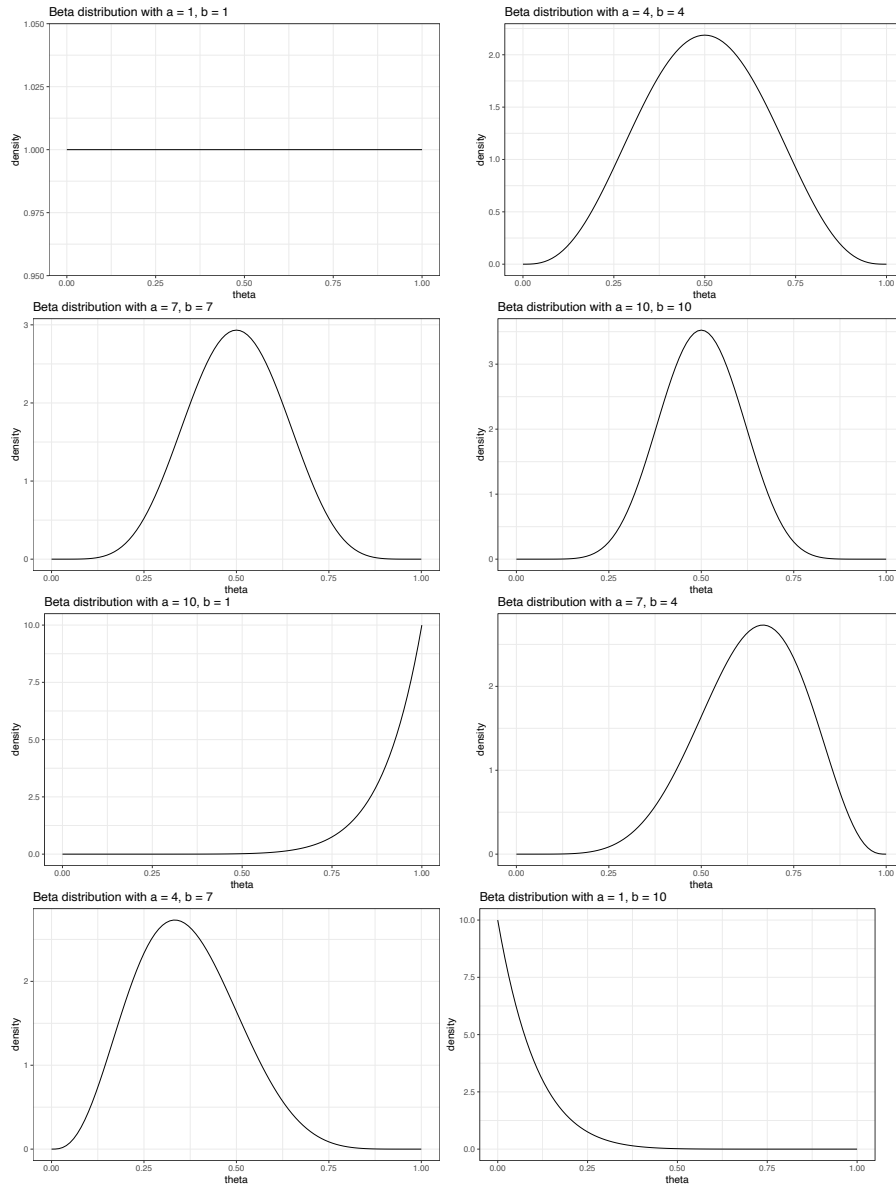 Beta distribution with a = 1, b = 1
1.050
1.025
1.000
0.975
0.950
density
0.00 0.25 0.50 0.75 1.00
theta
Beta distribution with a = 4, b = 4
2.0
1.5
1.0
0.5
0.0
density
0.00 0.25 0.50 0.75 1.00
theta
Beta distribution with a = 7, b = 7
3
2
1
0
density
0.00 0.25 0.50 0.75 1.00
theta
Beta distribution with a = 10, b = 10
3
2
1
0
density
0.00 0.25 0.50 0.75 1.00
theta
Beta distribution with a = 10, b = 1
10.0
7.5
5.0
2.5
0.0
density
0.00 0.25 0.50 0.75 1.00
theta
Beta distribution with a = 7, b = 4
2
1
0
density
0.00 0.25 0.50 0.75 1.00
theta
Beta distribution with a = 4, b = 7
2
1
0
density
0.00 0.25 0.50 0.75 1.00
theta
Beta distribution with a = 1, b = 10
10.0
7.5
5.0
2.5
0.0
density
0.00 0.25 0.50 0.75 1.00
theta